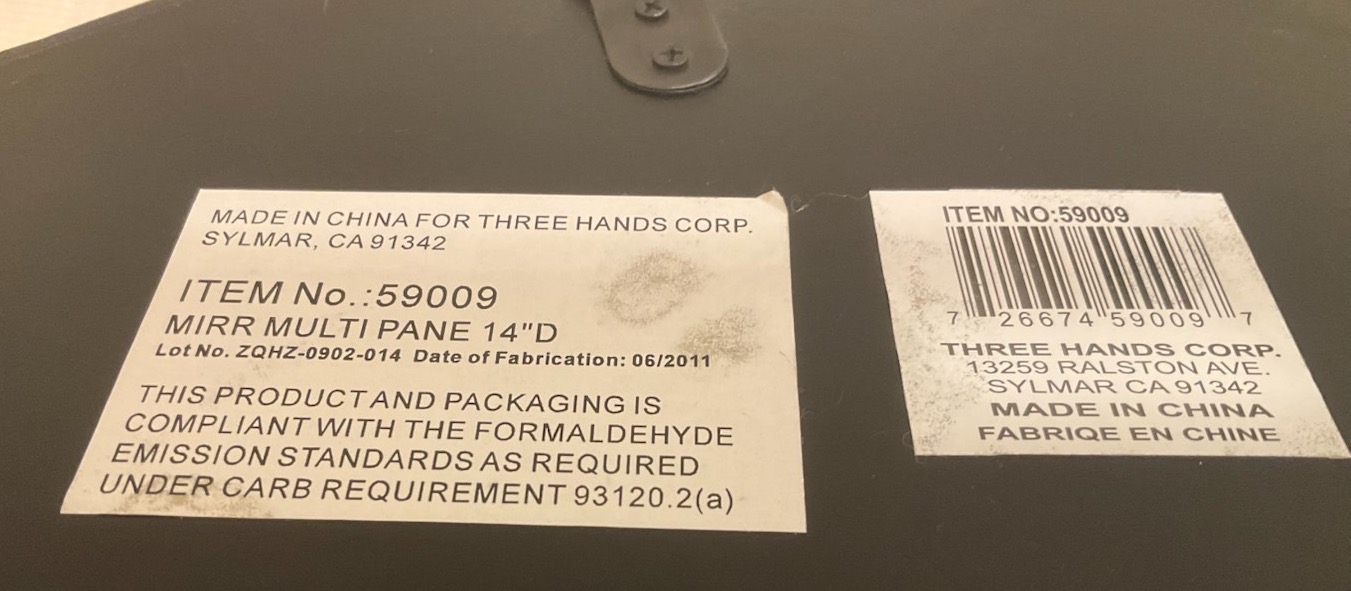 MADE IN CHINA FOR THREE HANDS CORP.
SYLMAR, CA 91342
ITEM No.:59009
MIRR MULTI PANE 14"D
Lot No. ZQHZ-0902-014 Date of Fabrication: 06/2011
THIS PRODUCT AND PACKAGING IS
COMPLIANT WITH THE FORMALDEHYDE
EMISSION STANDARDS AS REQUIRED
UNDER CARB REQUIREMENT 93120.2(a)
ITEM NO:59009
7 26674 59009 7
THREE HANDS CORP.
13259 RALSTON AVE.
SYLMAR CA 91342
MADE IN CHINA
FABRIQE EN CHINE